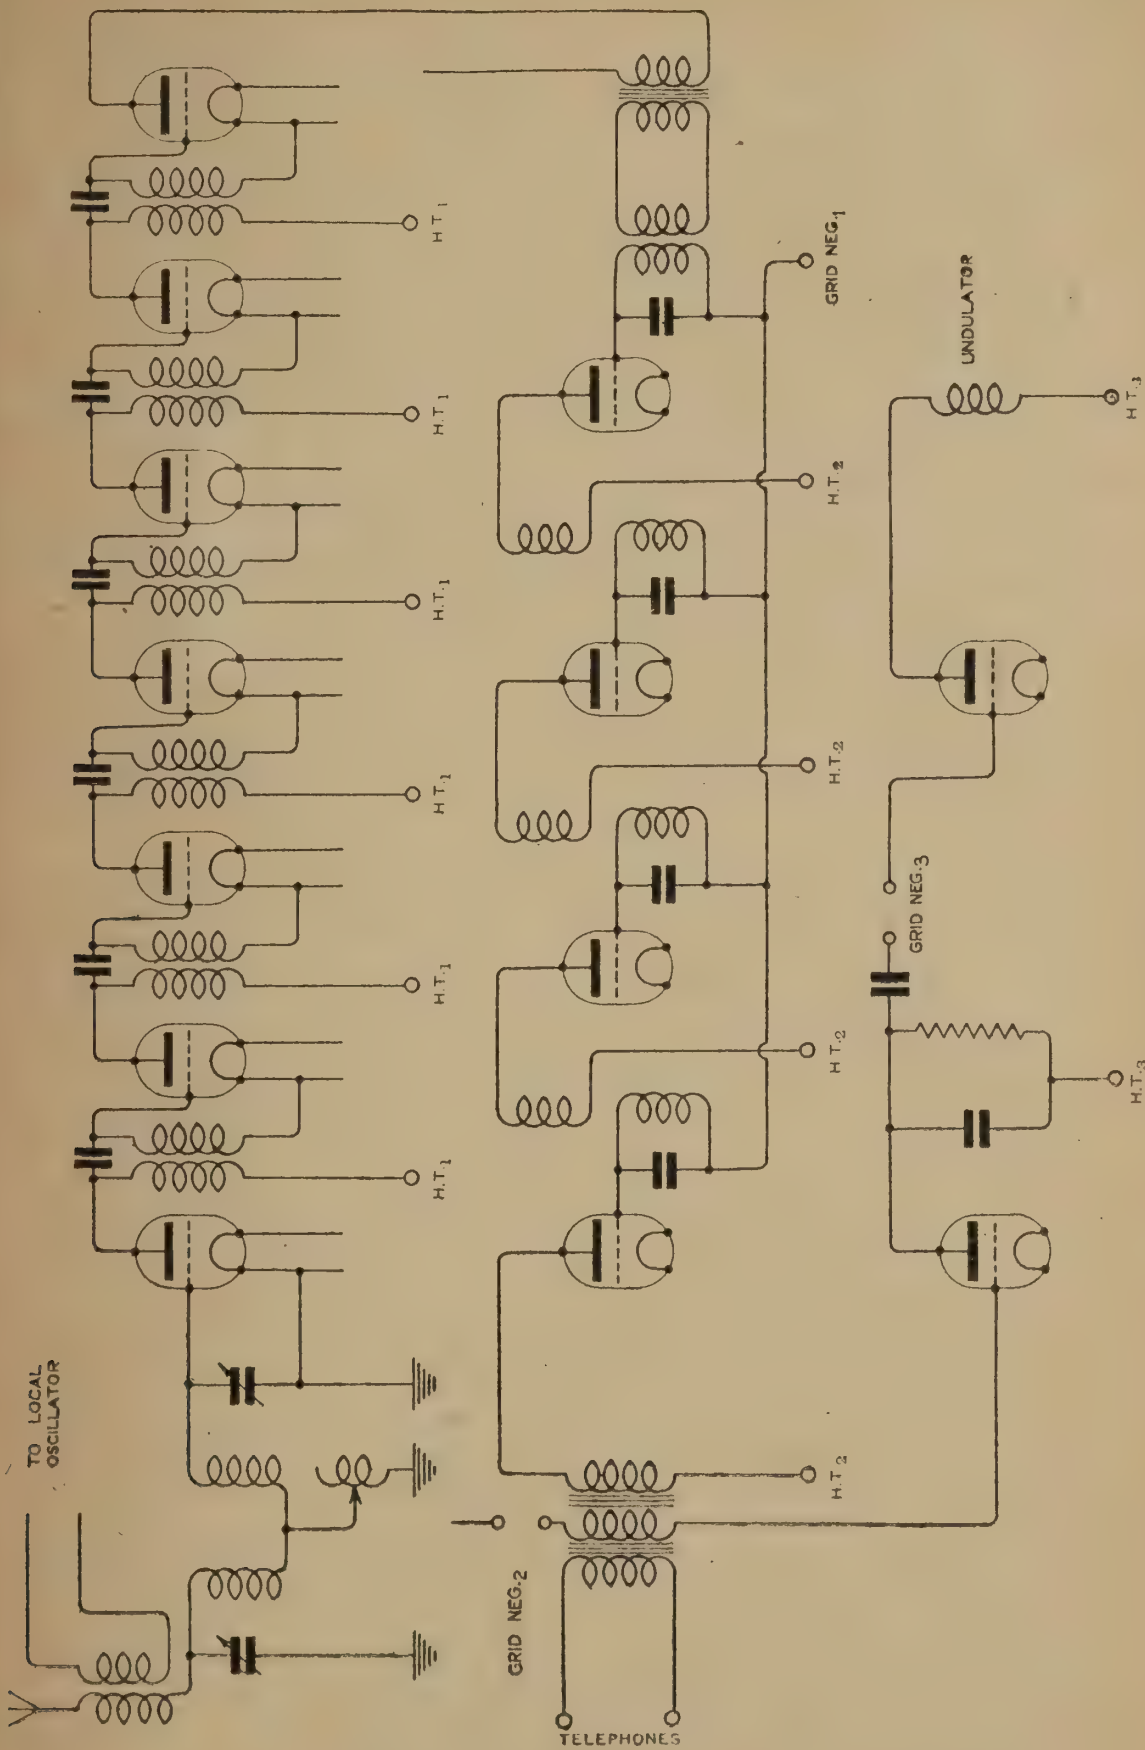 TO LOCAL
OSCILLATOR
H.T.1
H.T.1
H T.1
H.T.1
H.T.1
H T.1
TELEPHONES
GRID NEG.2
H.T.2
H T.2
H.T.2
H.T.2
GRID NEG.1
H.T.3
GRID NEG.3
UNDULATOR
H T.3